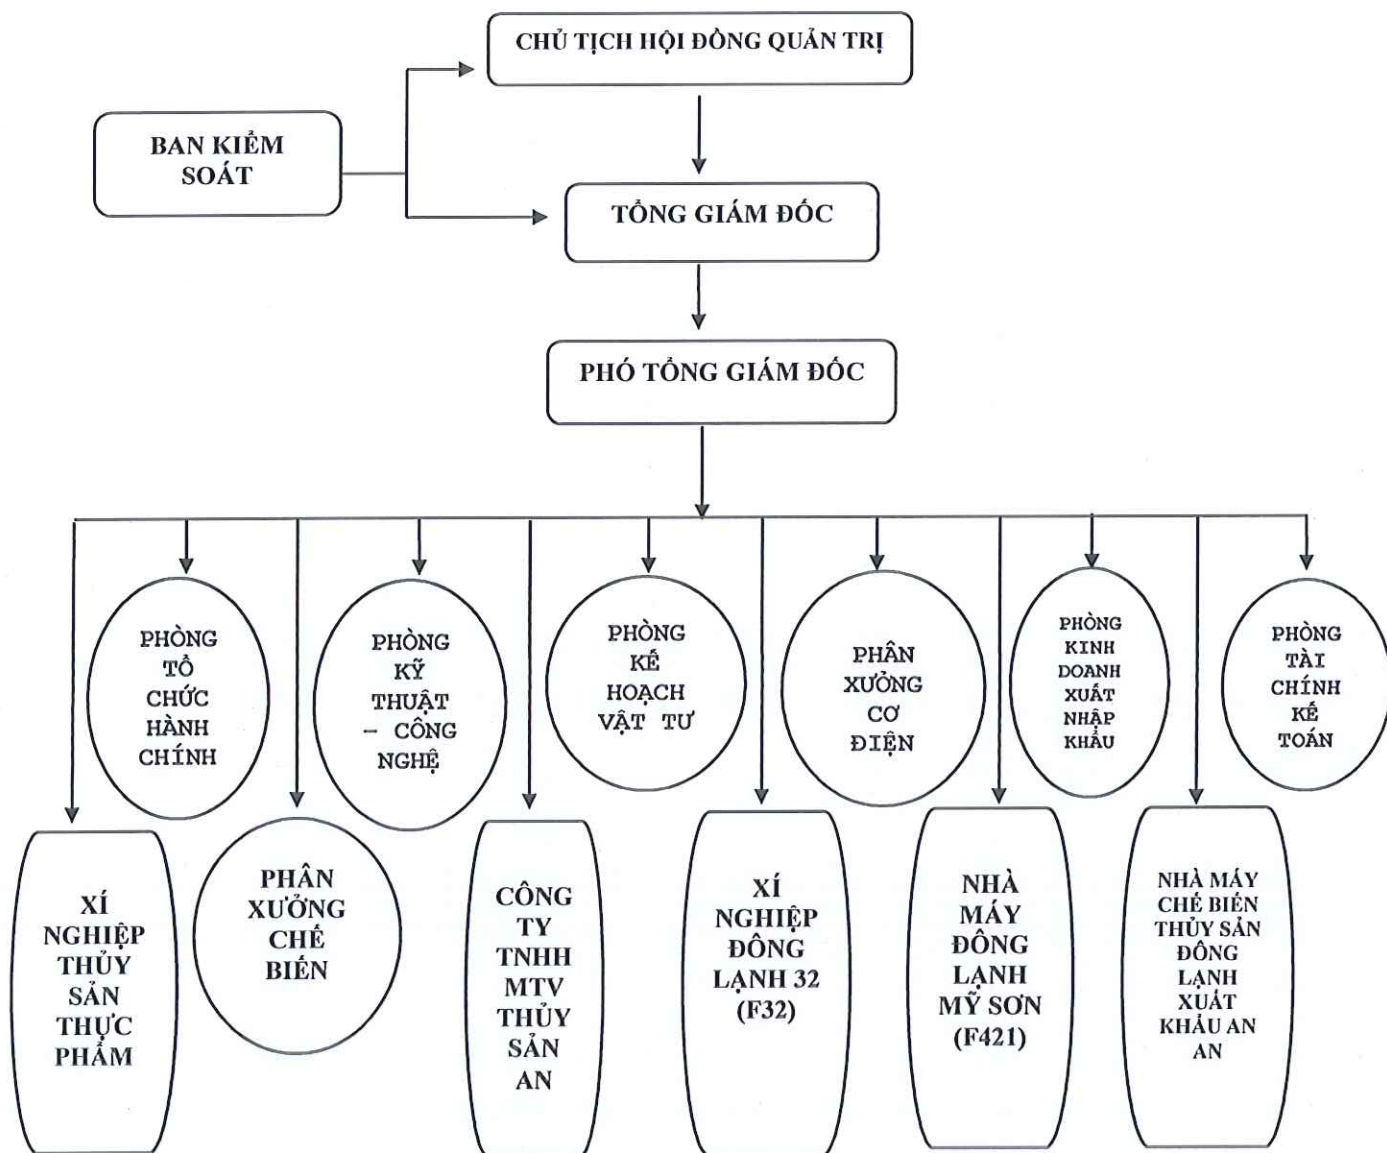 CHỦ TỊCH HỘI ĐỒNG QUẢN TRỊ
BAN KIỂM
SOÁT
TỔNG GIÁM ĐỐC
PHÓ TỔNG GIÁM ĐỐC
PHÒNG
TỔ
CHỨC
HÀNH
CHÍNH
PHÒNG
KỸ
THUẬT
– CÔNG
NGHỆ
PHÒNG
KẾ
HOẠCH
VẬT TƯ
PHÂN
XƯỞNG
CƠ
ĐIỆN
PHÒNG
KINH
DOANH
XUẤT
NHẬP
KHẨU
PHÒNG
TÀI
CHÍNH
KẾ
TOÁN
XÍ
NGHIỆP
THỦY
SẢN
THỰC
PHẨM
PHÂN
XƯỞNG
CHẾ
BIẾN
CÔNG
TY
TNHH
MTV
THỦY
SẢN
AN
XÍ
NGHIỆP
ĐÔNG
LẠNH 32
(F32)
NHÀ
MÁY
ĐÔNG
LẠNH
MỸ SƠN
(F421)
NHÀ MÁY
CHẾ BIẾN
THỦY SẢN
ĐÔNG
LẠNH
XUẤT
KHẨU AN
AN